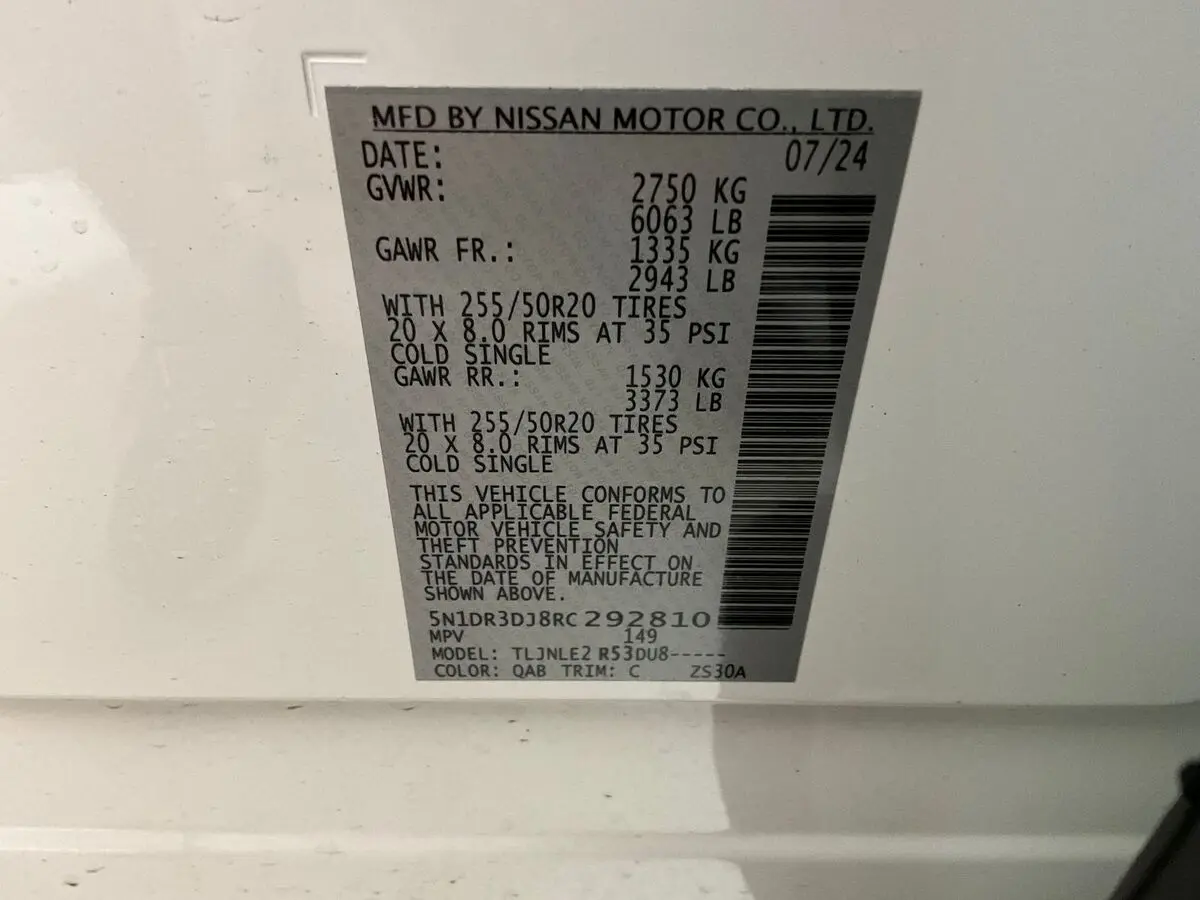 MFD BY NISSAN MOTOR CO., LTD.
DATE: 07/24
GVWR: 2750 KG
6063 LB
GAWR FR.: 1335 KG
2943 LB
WITH 255/50R20 TIRES
20 X 8.0 RIMS AT 35 PSI
COLD SINGLE
GAWR RR.: 1530 KG
3373 LB
WITH 255/50R20 TIRES
20 X 8.0 RIMS AT 35 PSI
COLD SINGLE
THIS VEHICLE CONFORMS TO
ALL APPLICABLE FEDERAL
MOTOR VEHICLE SAFETY AND
THEFT PREVENTION
STANDARDS IN EFFECT ON
THE DATE OF MANUFACTURE
SHOWN ABOVE.
5N1DR3DJ8RC292810
MPV 149
MODEL: TLJNLE2 R53DU8-----
COLOR: QAB TRIM: C ZS30A